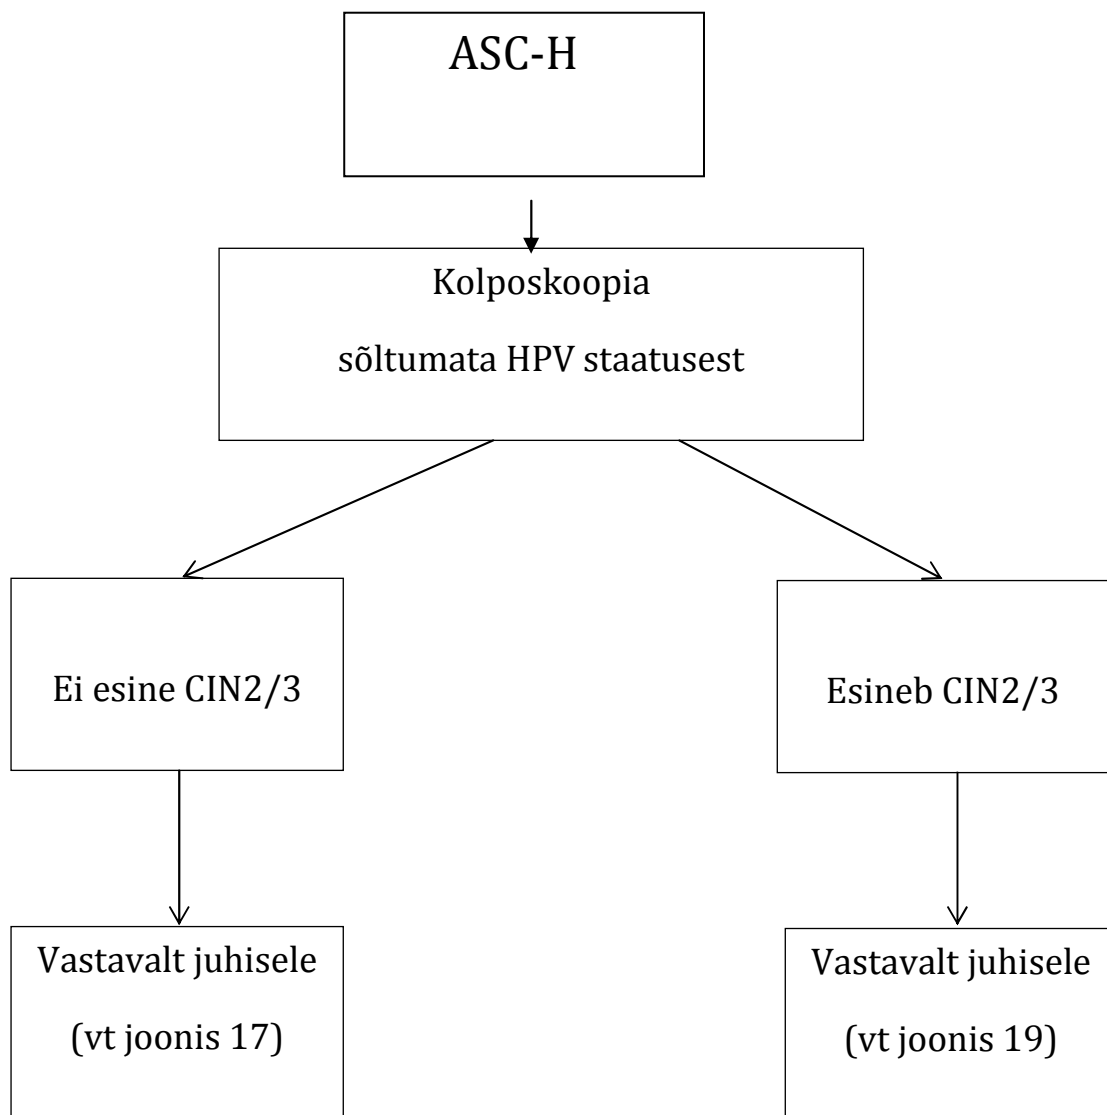 ASC-H
Kolposkoopia
sõltumata HPV staatusest
Ei esine CIN2/3
Esineb CIN2/3
Vastavalt juhisele
(vt joonis 17)
Vastavalt juhisele
(vt joonis 19)